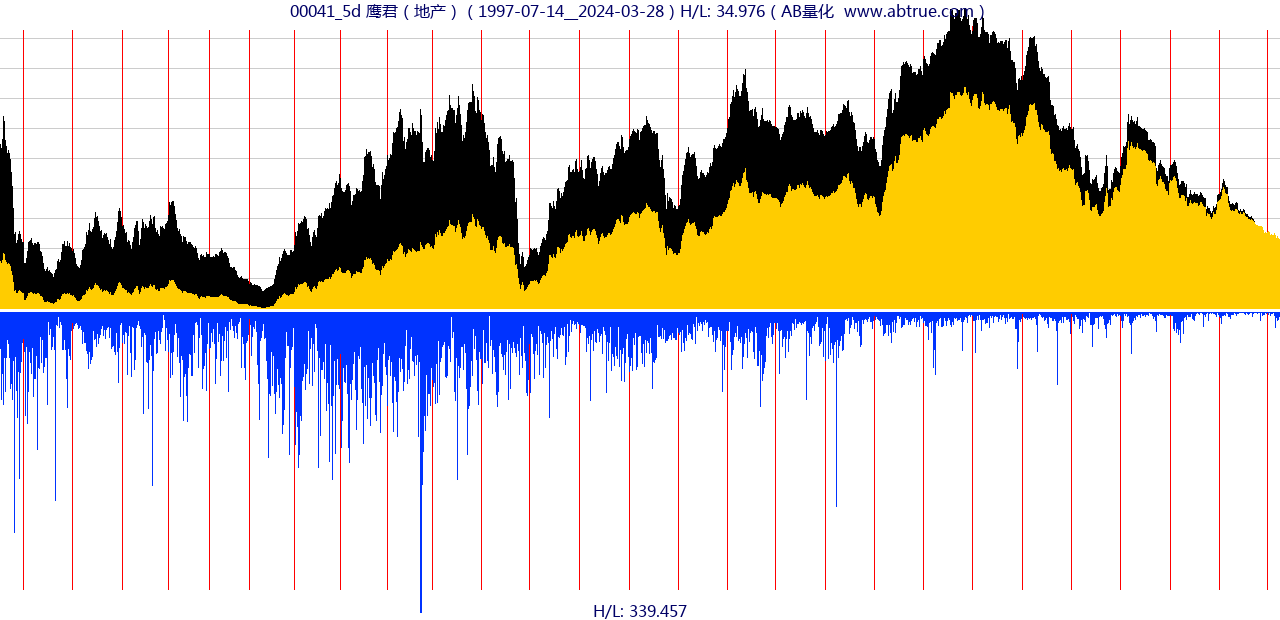 00041_5d 鹰君 ( 地产 ) ( 1997-07-14__2024-03-28 ) H/L: 34.976 ( AB量化 www.abtrue.com )
H/L: 339.457